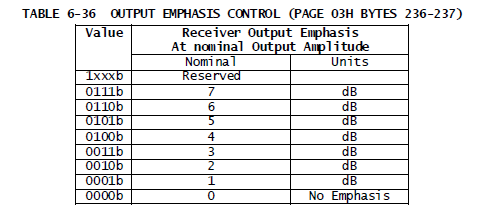 TABLE 6-36 OUTPUT EMPHASIS CONTROL (PAGE 03H BYTES 236-237)
Value Receiver Output Emphasis
At nominal Output Amplitude
Nominal Units
1xxxb Reserved
0111b 7 dB
0110b 6 dB
0101b 5 dB
0100b 4 dB
0011b 3 dB
0010b 2 dB
0001b 1 dB
0000b 0 No Emphasis